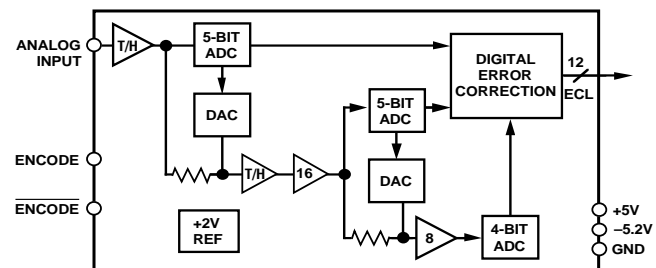 ANALOG
INPUT
T/H
5-BIT
ADC
DIGITAL
ERROR
CORRECTION
12
ECL
DAC
5-BIT
ADC
ENCODE
T/H
16
DAC
ENCODE
+2V
REF
8
4-BIT
ADC
+5V
–5.2V
GND